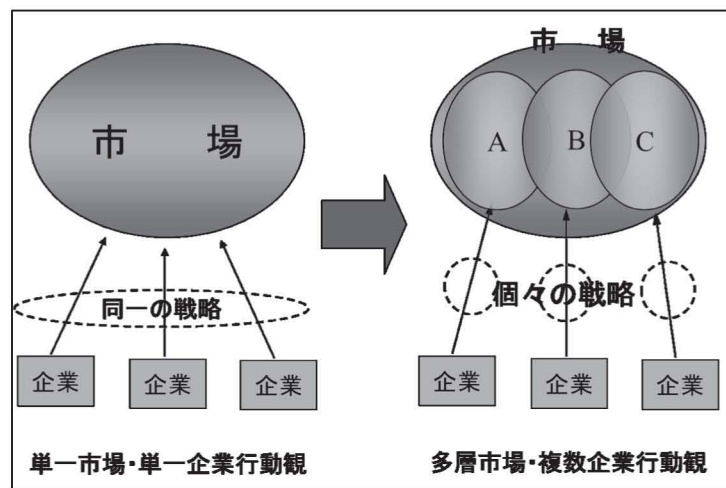 市 場
同一の戦略
企業
企業
企業
単一市場・単一企業行動観
市 場
A
B
C
個々の戦略
企業
企業
企業
多層市場・複数企業行動観